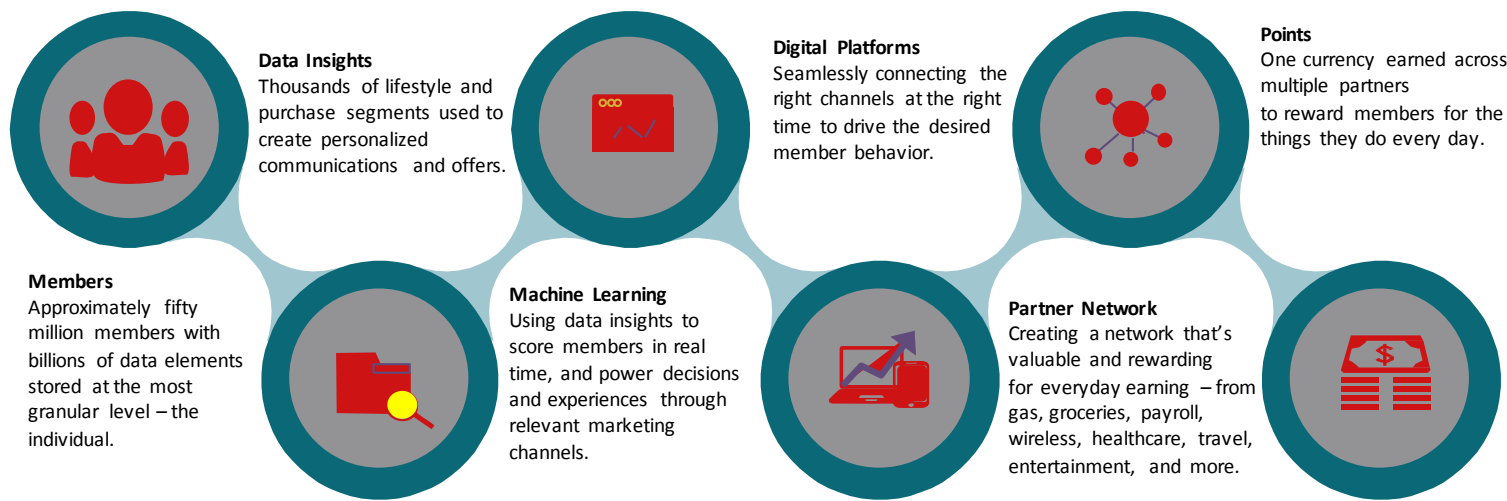 Members
Approximately fifty
million members with
billions of data elements
stored at the most
granular level – the
individual.
Data Insights
Thousands of lifestyle and
purchase segments used to
create personalized
communications and offers.
Machine Learning
Using data insights to
score members in real
time, and power decisions
and experiences through
relevant marketing
channels.
Digital Platforms
Seamlessly connecting the
right channels at the right
time to drive the desired
member behavior.
Partner Network
Creating a network that's
valuable and rewarding
for everyday earning – from
gas, groceries, payroll,
wireless, healthcare, travel,
entertainment, and more.
Points
One currency earned across
multiple partners
to reward members for the
things they do every day.
$